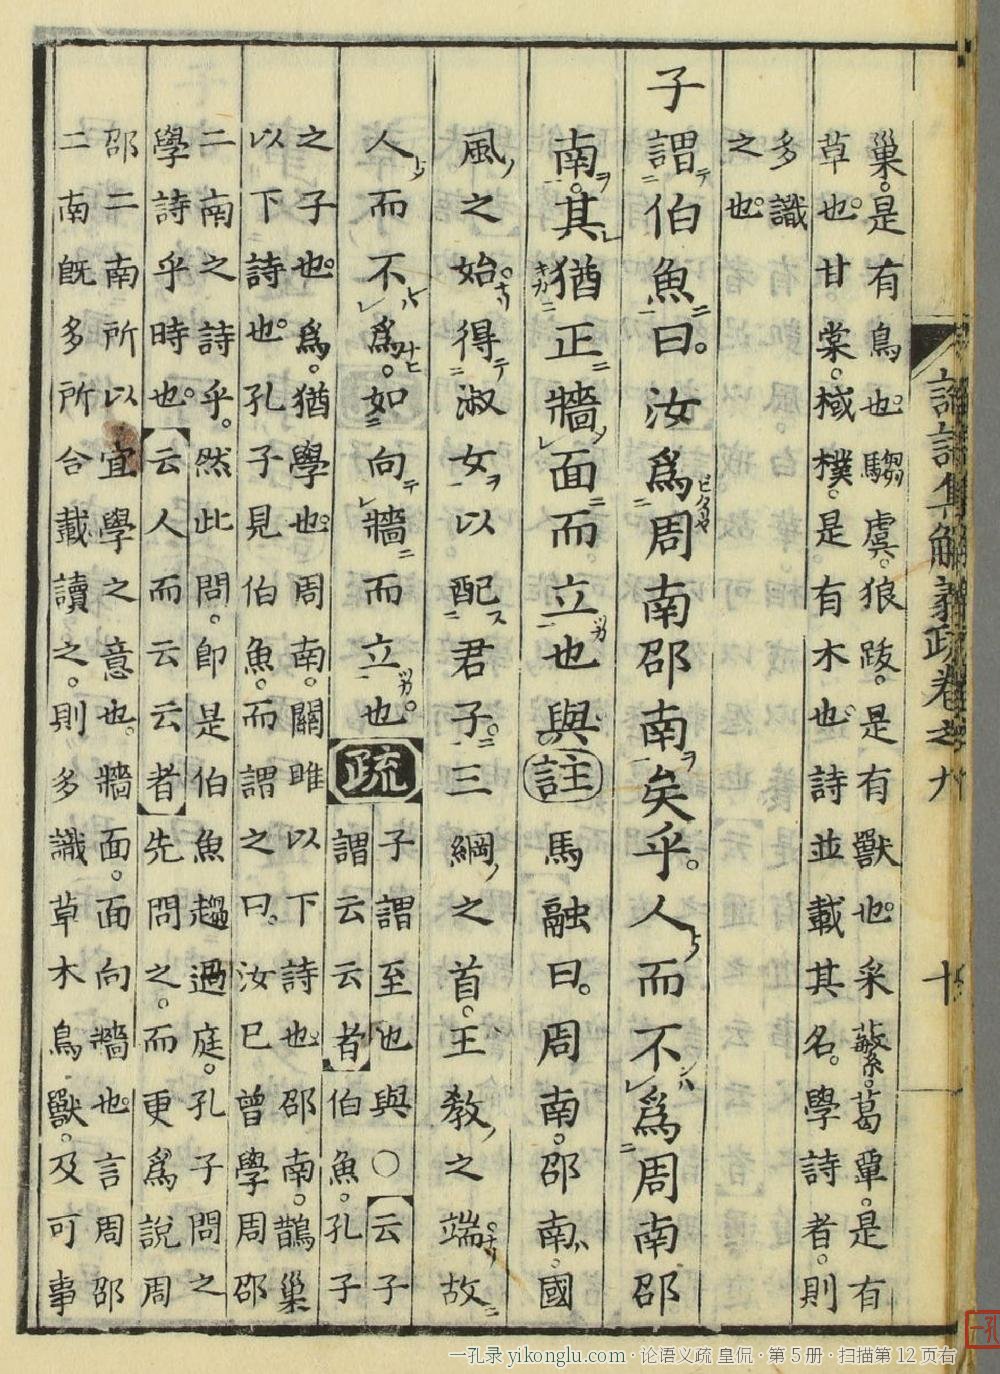 論語集解義疏卷之九
十
巢。是有鳥也。騶虞。狼跋。是有獸也。采蘩。葛覃。是有
草也。甘棠。棫樸。是有木也。詩並載其名。學詩者。則
多識
之也。
子謂伯魚曰。汝爲周南邵南矣乎。人而不爲周南邵
南。其猶正牆面而立也與註馬融曰。周南。邵南。國
風之始。得淑女以配君子。三綱之首。王教之端。故
人而不爲。如向牆而立也。疏
子謂至也與○云子
謂云云者伯魚。孔子
之子也。爲。猶學也。周南。關雎以下詩也。邵南。鵲巢
以下詩也。孔子見伯魚。而謂之曰。汝已曾學周邵
二南之詩乎。然此問。卽是伯魚趨過庭。孔子問之
學詩乎時也。云人而云云者先問之。而更爲說周
邵二南所以宜學之意也。牆面。面向牆也。言周邵
二南旣多所合載讀之。則多識草木鳥獸。及可事
一孔录 yikonglu.com · 论语义疏 皇侃 · 第 5 册 · 扫描第 12 页右
一孔